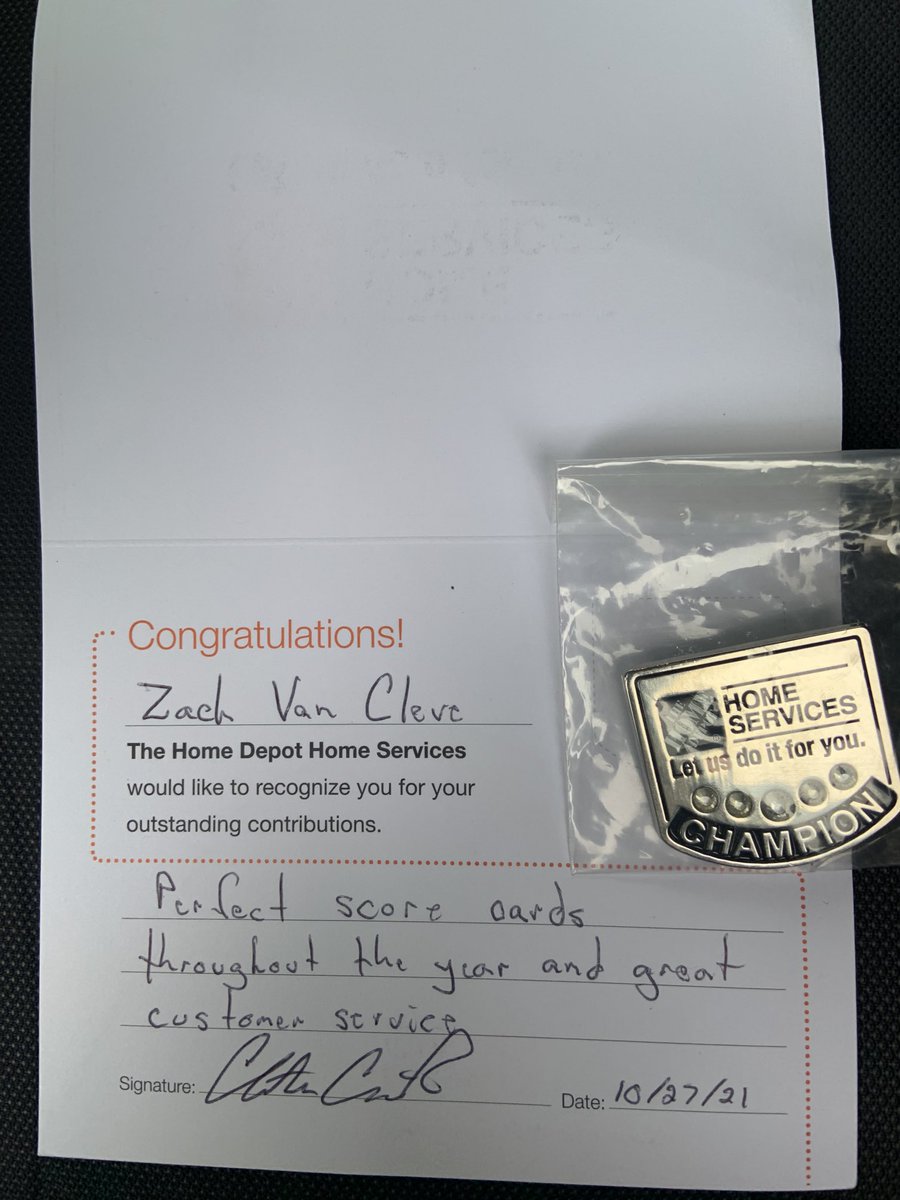 Congratulations!
Zach Van Cleve
The Home Depot Home Services
would like to recognize you for your
outstanding contributions.
Perfect score cards
throughout the year and great
customer service
Signature:
Date: 10/27/21
HOME
SERVICES
Let us do it for you.
CHAMPION